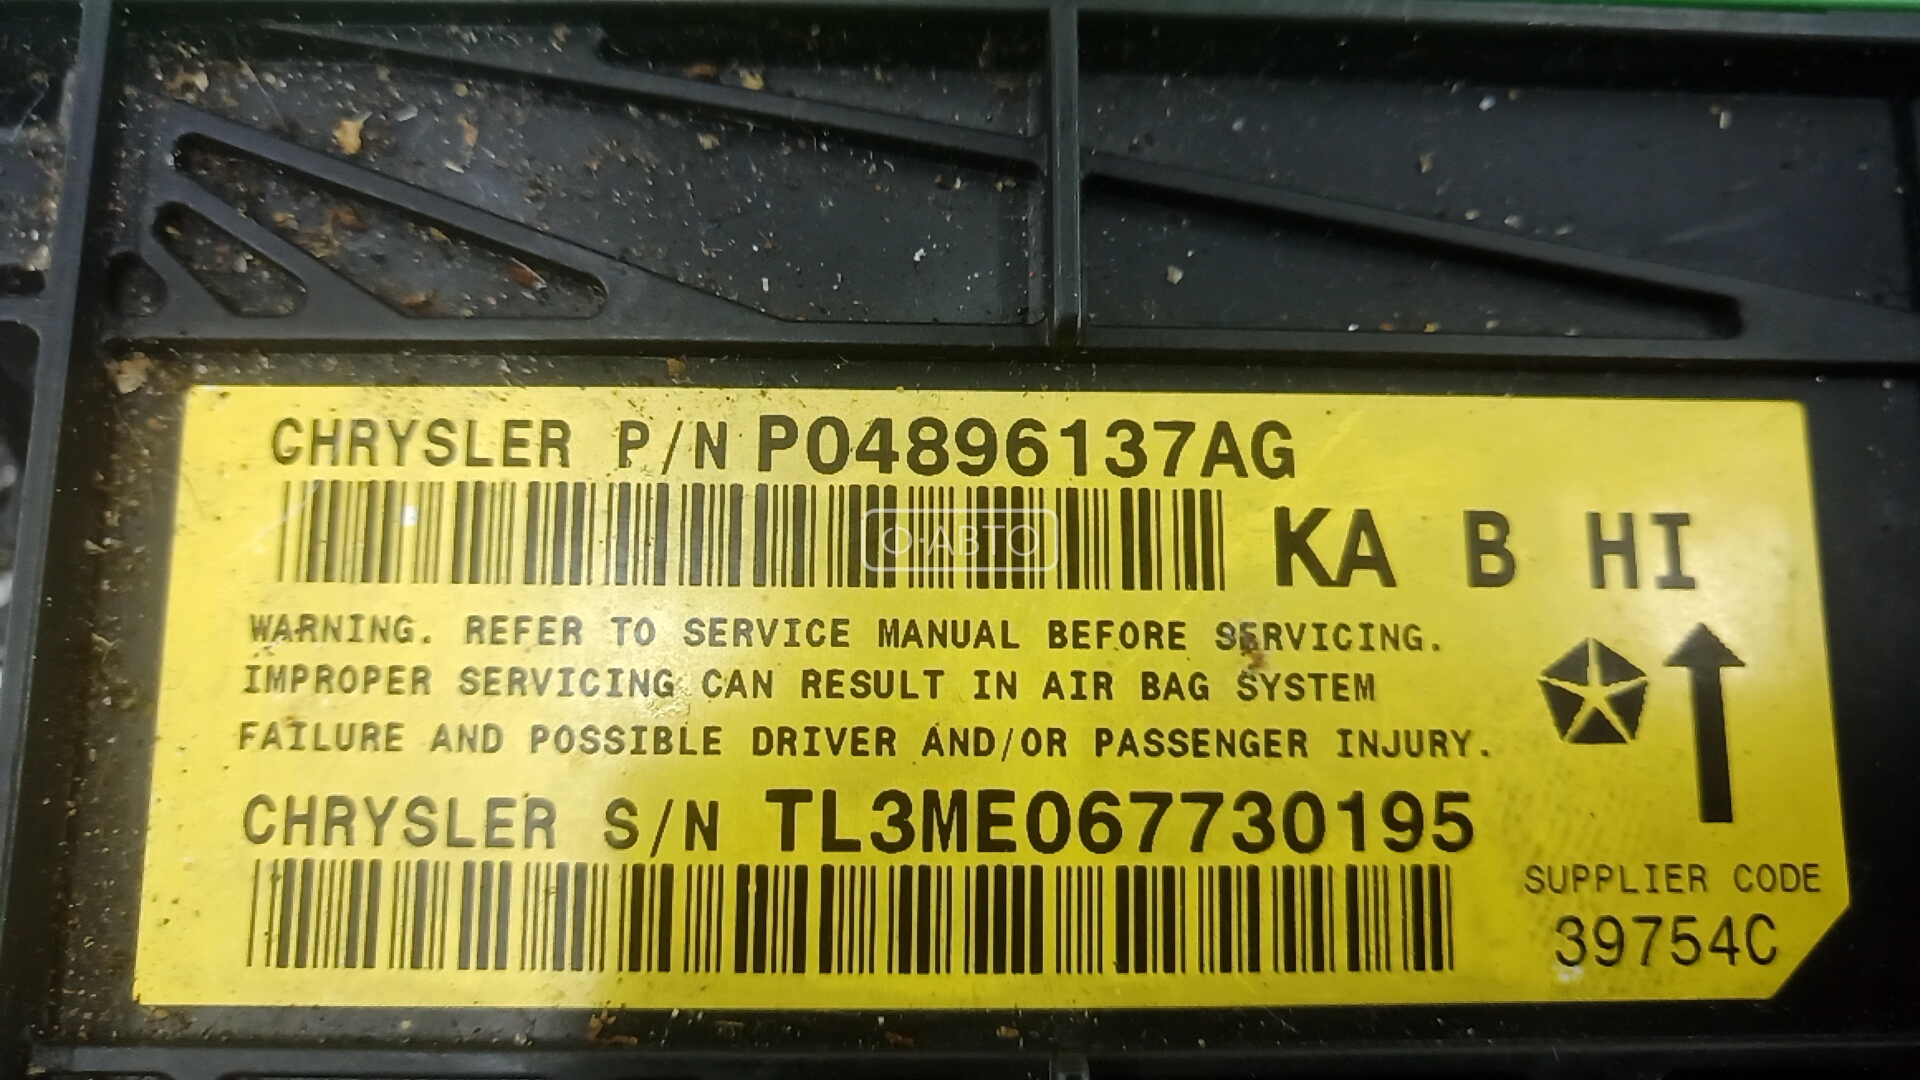 CHRYSLER P/N P04896137AG
KA B HI
О-АВТО
WARNING. REFER TO SERVICE MANUAL BEFORE SERVICING.
IMPROPER SERVICING CAN RESULT IN AIR BAG SYSTEM
FAILURE AND POSSIBLE DRIVER AND/OR PASSENGER INJURY.
CHRYSLER S/N TL3ME067730195
SUPPLIER CODE
39754C